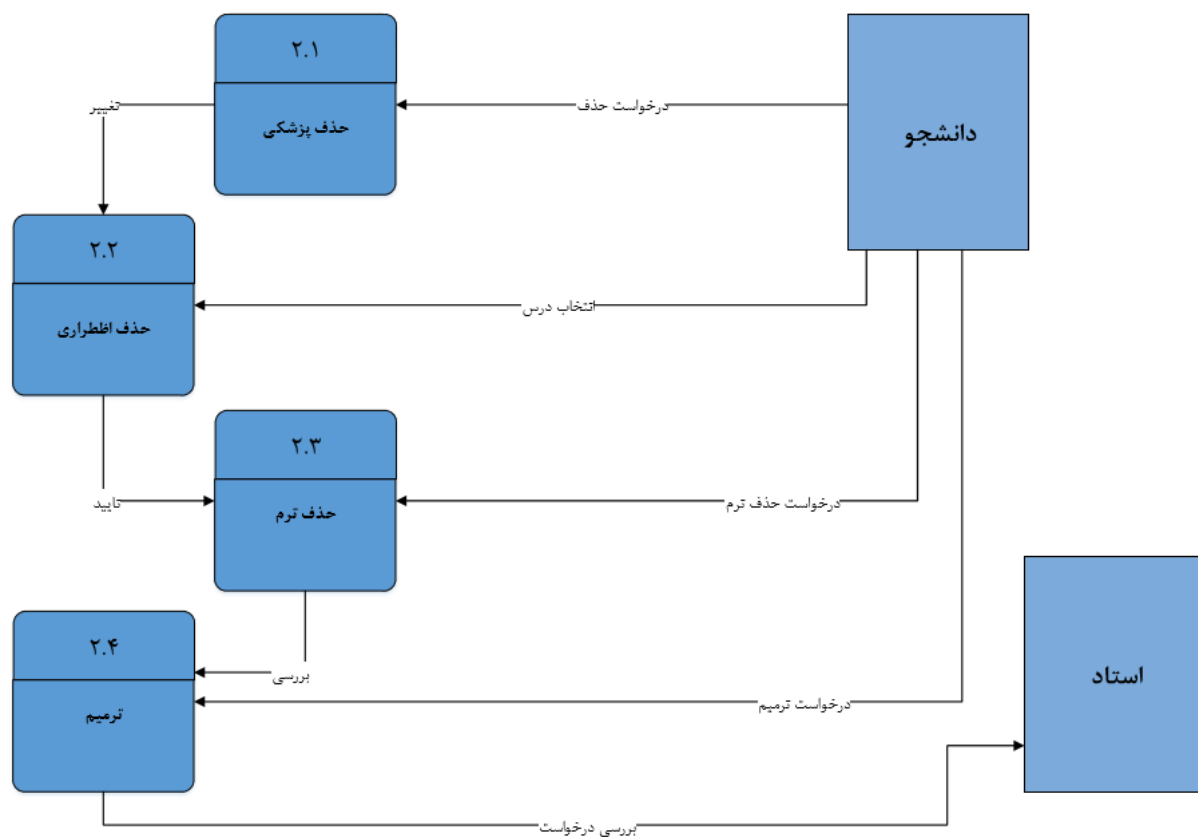 ۲.۱
حذف پزشکی
درخواست حذف
دانشجو
تغییر
۲.۲
حذف اظطراری
انتخاب درس
۲.۳
حذف ترم
درخواست حذف ترم
تایید
استاد
۲.۴
ترمیم
بررسی
درخواست ترمیم
بررسی درخواست